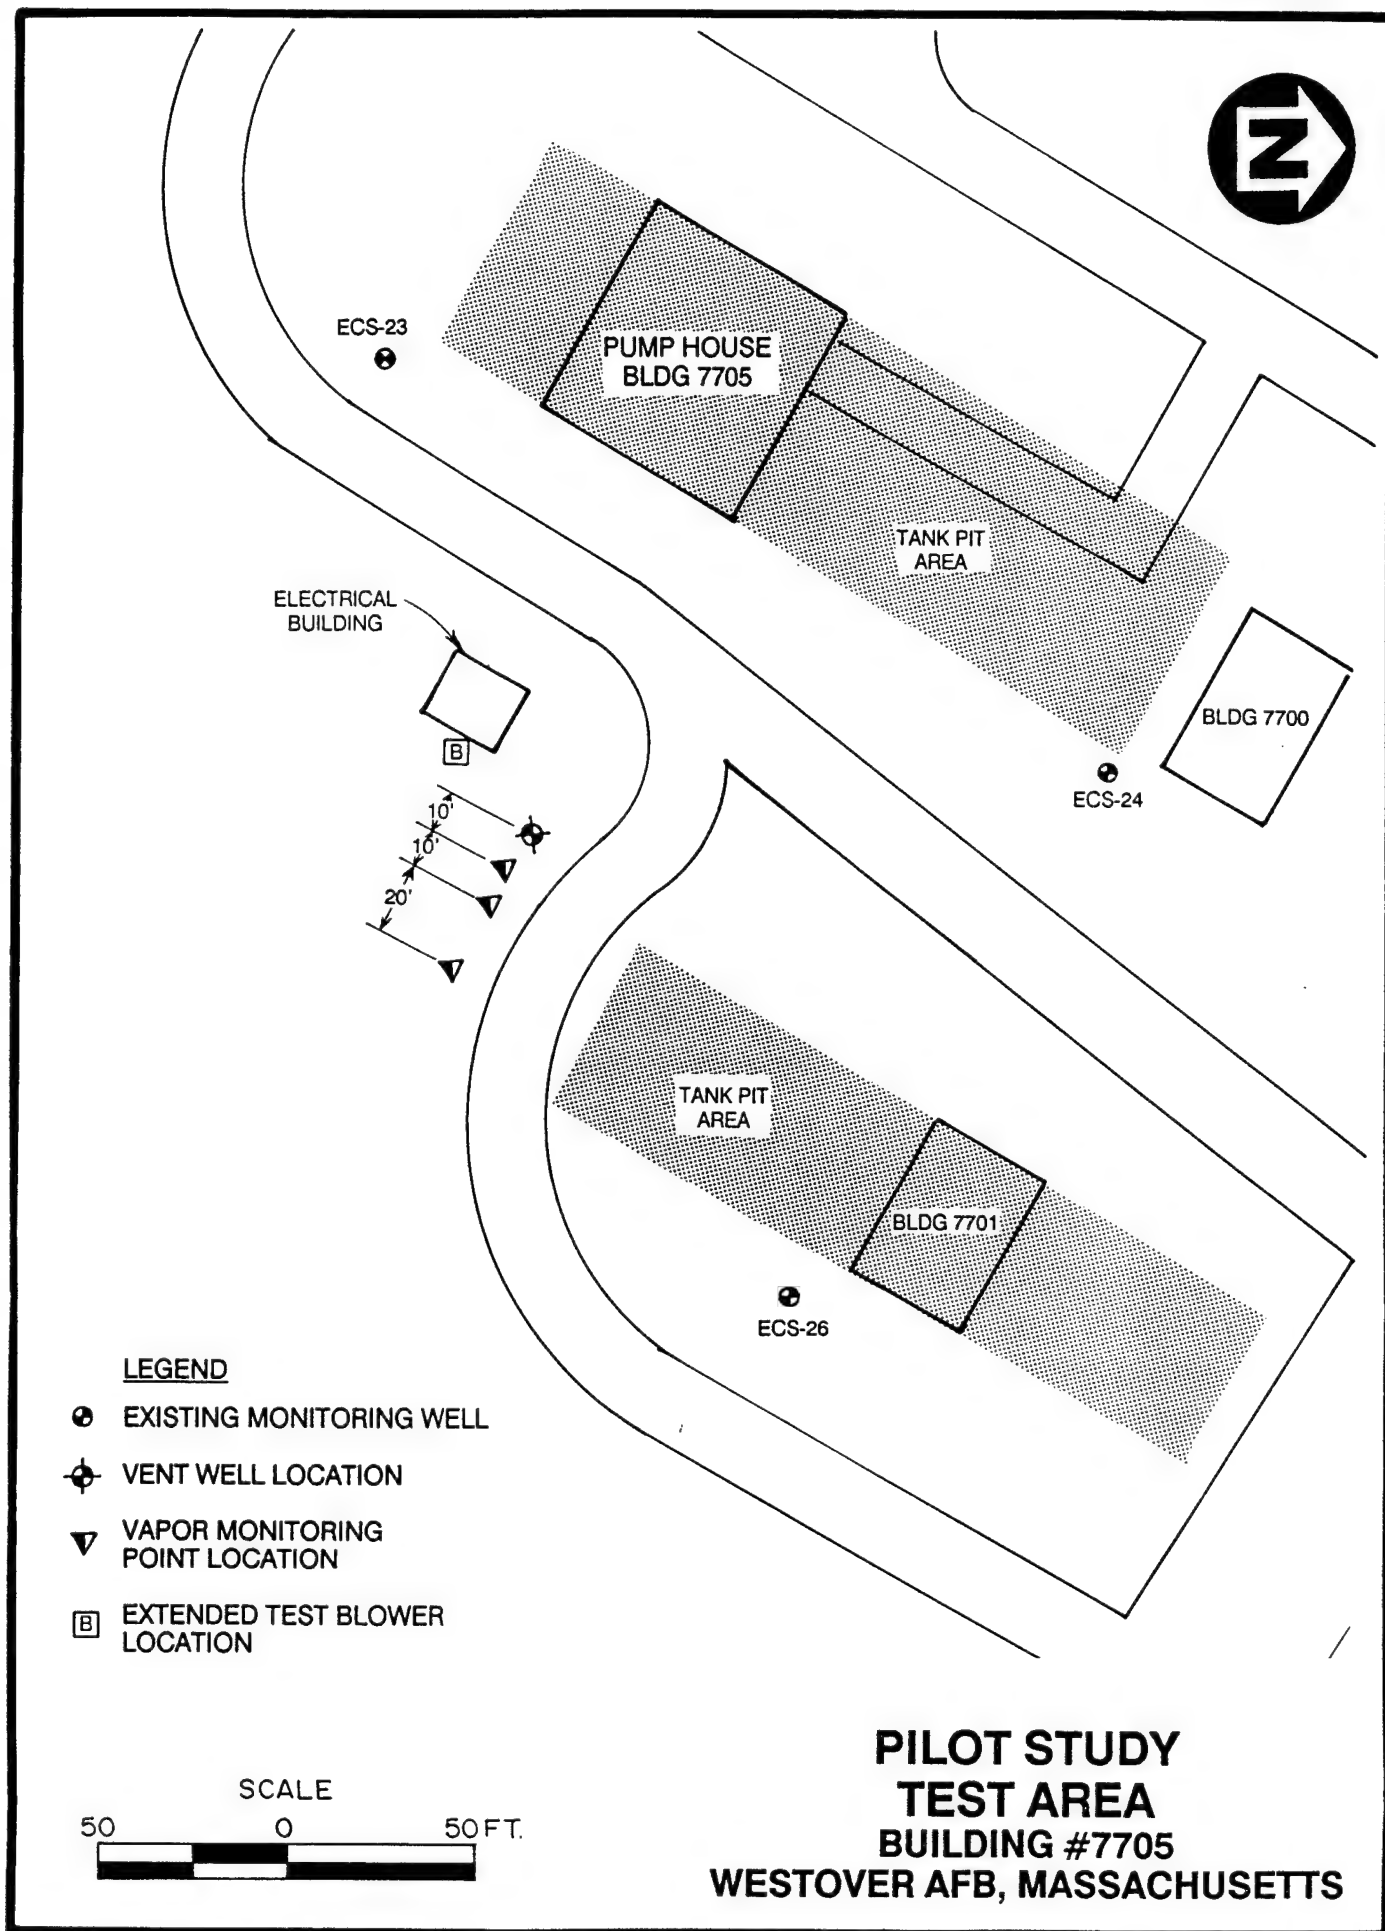 N
ECS-23
PUMP HOUSE
BLDG 7705
TANK PIT
AREA
ELECTRICAL
BUILDING
BLDG 7700
B
ECS-24
10'
10'
20'
TANK PIT
AREA
BLDG 7701
ECS-26
LEGEND
EXISTING MONITORING WELL
VENT WELL LOCATION
VAPOR MONITORING
POINT LOCATION
B EXTENDED TEST BLOWER
LOCATION
SCALE
50 0 50 FT.
PILOT STUDY
TEST AREA
BUILDING #7705
WESTOVER AFB, MASSACHUSETTS